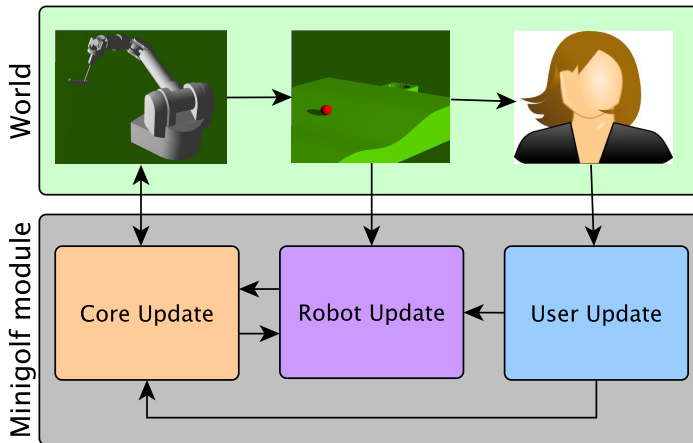 World
Minigolf module
Core Update
Robot Update
User Update